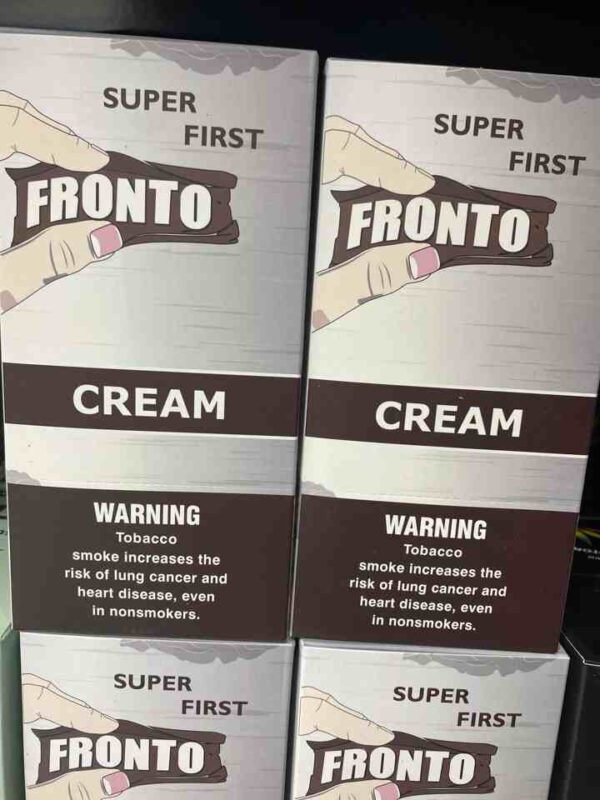 SUPER
FIRST
FRONTO
CREAM
WARNING
Tobacco
smoke increases the
risk of lung cancer and
heart disease, even
in nonsmokers.
SUPER
FIRST
FRONTO
CREAM
WARNING
Tobacco
smoke increases the
risk of lung cancer and
heart disease, even
in nonsmokers.
SUPER
FIRST
FRONTO
SUPER
FIRST
FRONTO